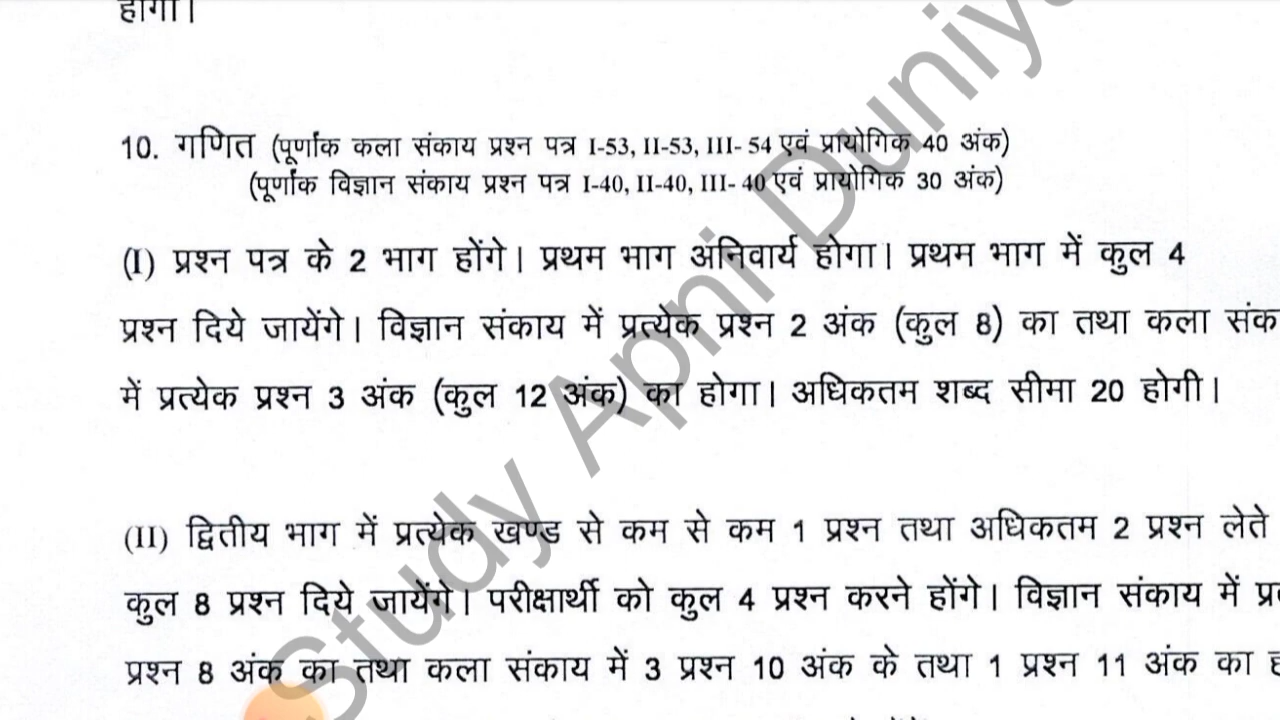 होगा।
10. गणित (पूर्णांक कला संकाय प्रश्न पत्र I-53, II-53, III- 54 एवं प्रायोगिक 40 अंक)
(पूर्णांक विज्ञान संकाय प्रश्न पत्र I-40, II-40, III- 40 एवं प्रायोगिक 30 अंक)
(I) प्रश्न पत्र के 2 भाग होंगे। प्रथम भाग अनिवार्य होगा। प्रथम भाग में कुल 4
प्रश्न दिये जायेंगे। विज्ञान संकाय में प्रत्येक प्रश्न 2 अंक (कुल 8) का तथा कला संक
में प्रत्येक प्रश्न 3 अंक (कुल 12 अंक) का होगा। अधिकतम शब्द सीमा 20 होगी।
(II) द्वितीय भाग में प्रत्येक खण्ड से कम से कम 1 प्रश्न तथा अधिकतम 2 प्रश्न लेते
कुल 8 प्रश्न दिये जायेंगे। परीक्षार्थी को कुल 4 प्रश्न करने होंगे। विज्ञान संकाय में
प्रश्न 8 अंक का तथा कला संकाय में 3 प्रश्न 10 अंक के तथा 1 प्रश्न 11 अंक का
Study Apni Duniya